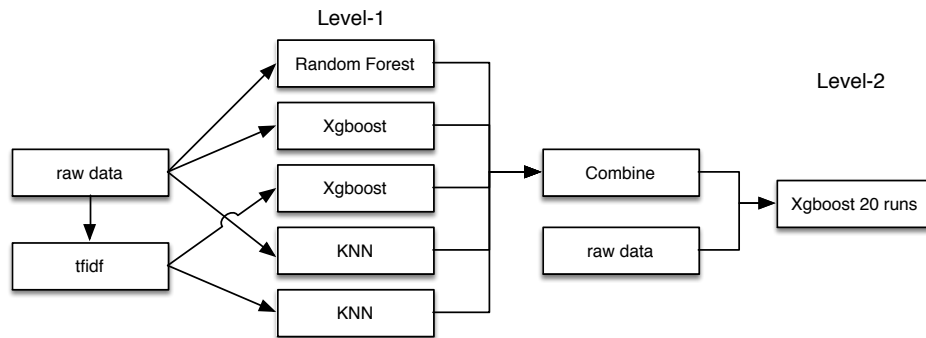 Level-1
Random Forest
Xgboost
Level-2
raw data
Xgboost
Combine
Xgboost 20 runs
tfidf
KNN
raw data
KNN